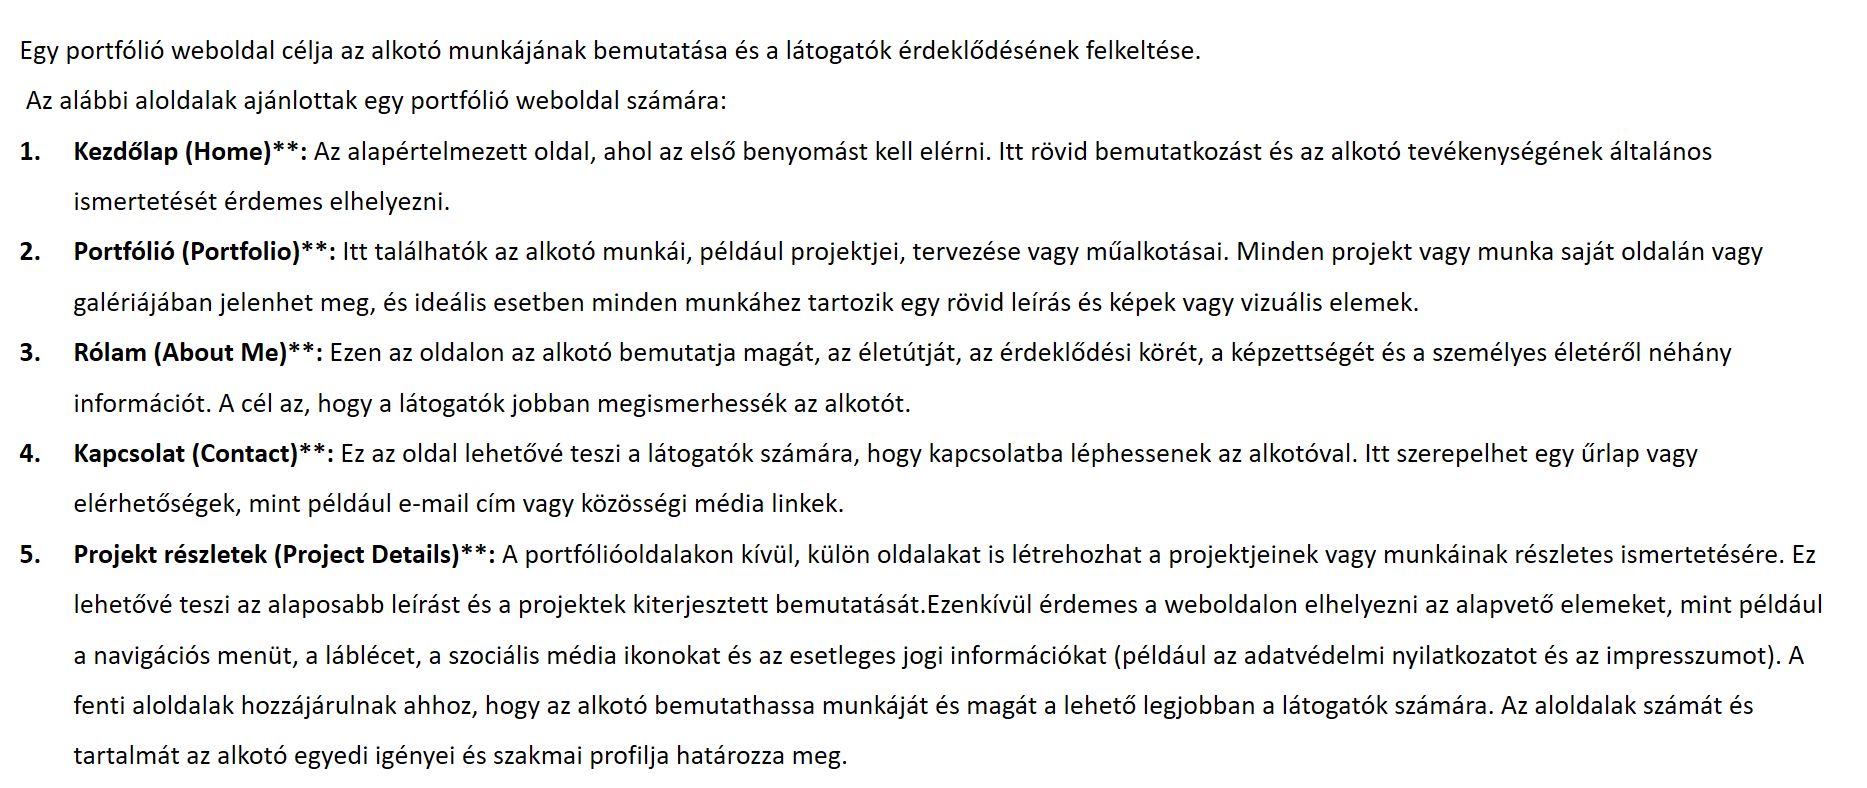 Egy portfólió weboldal célja az alkotó munkájának bemutatása és a látogatók érdeklődésének felkeltése.
Az alábbi aloldalak ajánlottak egy portfólió weboldal számára:
1. Kezdőlap (Home)**: Az alapértelmezett oldal, ahol az első benyomást kell elérni. Itt rövid bemutatkozást és az alkotó tevékenységének általános
ismertetését érdemes elhelyezni.
2. Portfólió (Portfolio)**: Itt találhatók az alkotó munkái, például projektjei, tervezése vagy műalkotásai. Minden projekt vagy munka saját oldalán vagy
galériájában jelenhet meg, és ideális esetben minden munkához tartozik egy rövid leírás és képek vagy vizuális elemek.
3. Rólam (About Me)**: Ezen az oldalon az alkotó bemutatja magát, az életútját, az érdeklődési körét, a képzettségét és a személyes életéről néhány
információt. A cél az, hogy a látogatók jobban megismerhessék az alkotót.
4. Kapcsolat (Contact)**: Ez az oldal lehetővé teszi a látogatók számára, hogy kapcsolatba léphessenek az alkotóval. Itt szerepelhet egy űrlap vagy
elérhetőségek, mint például e-mail cím vagy közösségi média linkek.
5. Projekt részletek (Project Details)**: A portfólióoldalakon kívül, külön oldalakat is létrehozhat a projektjeinek vagy munkáinak részletes ismertetésére. Ez
lehetővé teszi az alaposabb leírást és a projektek kiterjesztett bemutatását.Ezenkívül érdemes a weboldalon elhelyezni az alapvető elemeket, mint például
a navigációs menüt, a láblécet, a szociális média ikonokat és az esetleges jogi információkat (például az adatvédelmi nyilatkozatot és az impresszumot). A
fenti aloldalak hozzájárulnak ahhoz, hogy az alkotó bemutathassa munkáját és magát a lehető legjobban a látogatók számára. Az aloldalak számát és
tartalmát az alkotó egyedi igényei és szakmai profilja határozza meg.